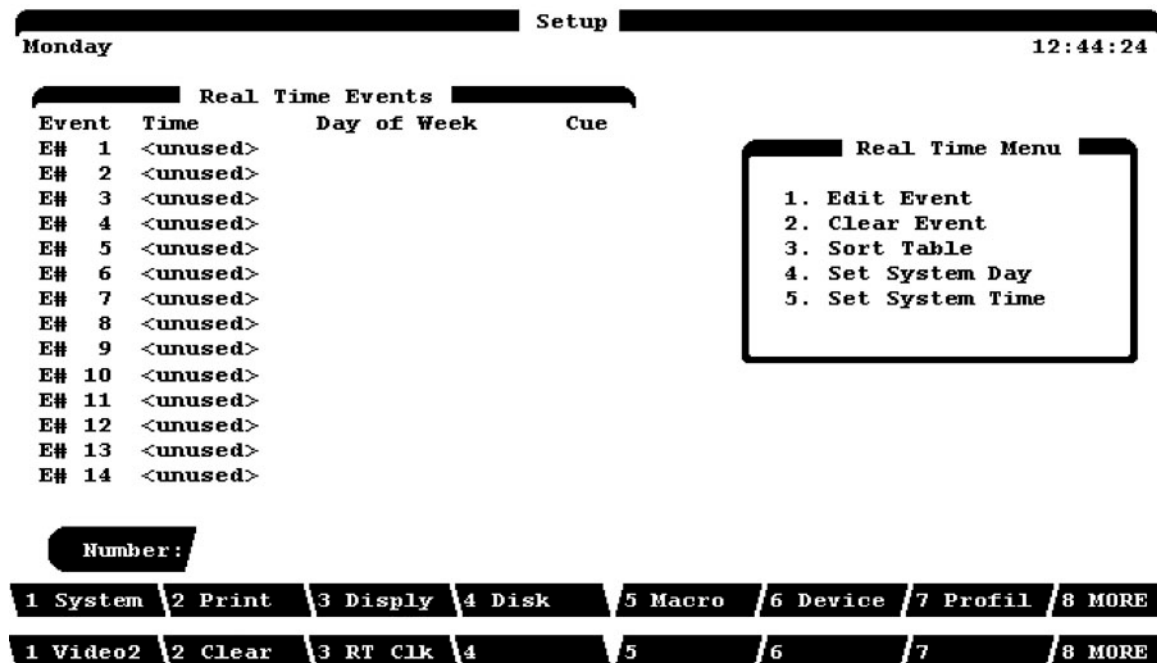 Setup
Monday 12:44:24
Real Time Events
Event Time Day of Week Cue
E# 1 <unused>
E# 2 <unused>
E# 3 <unused>
E# 4 <unused>
E# 5 <unused>
E# 6 <unused>
E# 7 <unused>
E# 8 <unused>
E# 9 <unused>
E# 10 <unused>
E# 11 <unused>
E# 12 <unused>
E# 13 <unused>
E# 14 <unused>
Real Time Menu
1. Edit Event
2. Clear Event
3. Sort Table
4. Set System Day
5. Set System Time
Number:
1 System 2 Print 3 Disply 4 Disk 5 Macro 6 Device 7 Profil 8 MORE
1 Video2 2 Clear 3 RT Clk 4 5 6 7 8 MORE